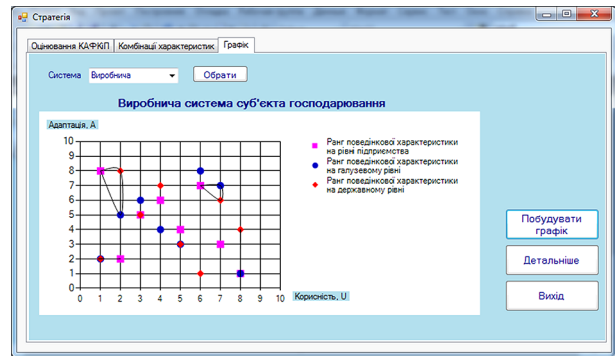 Стратегія
Оцінювання КАФКіП
Комбінації характеристик
Графік
Система
Виробнича
Обрати
Виробнича система суб'єкта господарювання
Адаптація, А
10
9
8
7
6
5
4
3
2
1
0
0 1 2 3 4 5 6 7 8 9 10
Корисність, U
Ранг поведінкової характеристики
на рівні підприємства
Ранг поведінкової характеристики
на галузевому рівні
Ранг поведінкової характеристики
на державному рівні
Побудувати
графік
Детальніше
Вихід